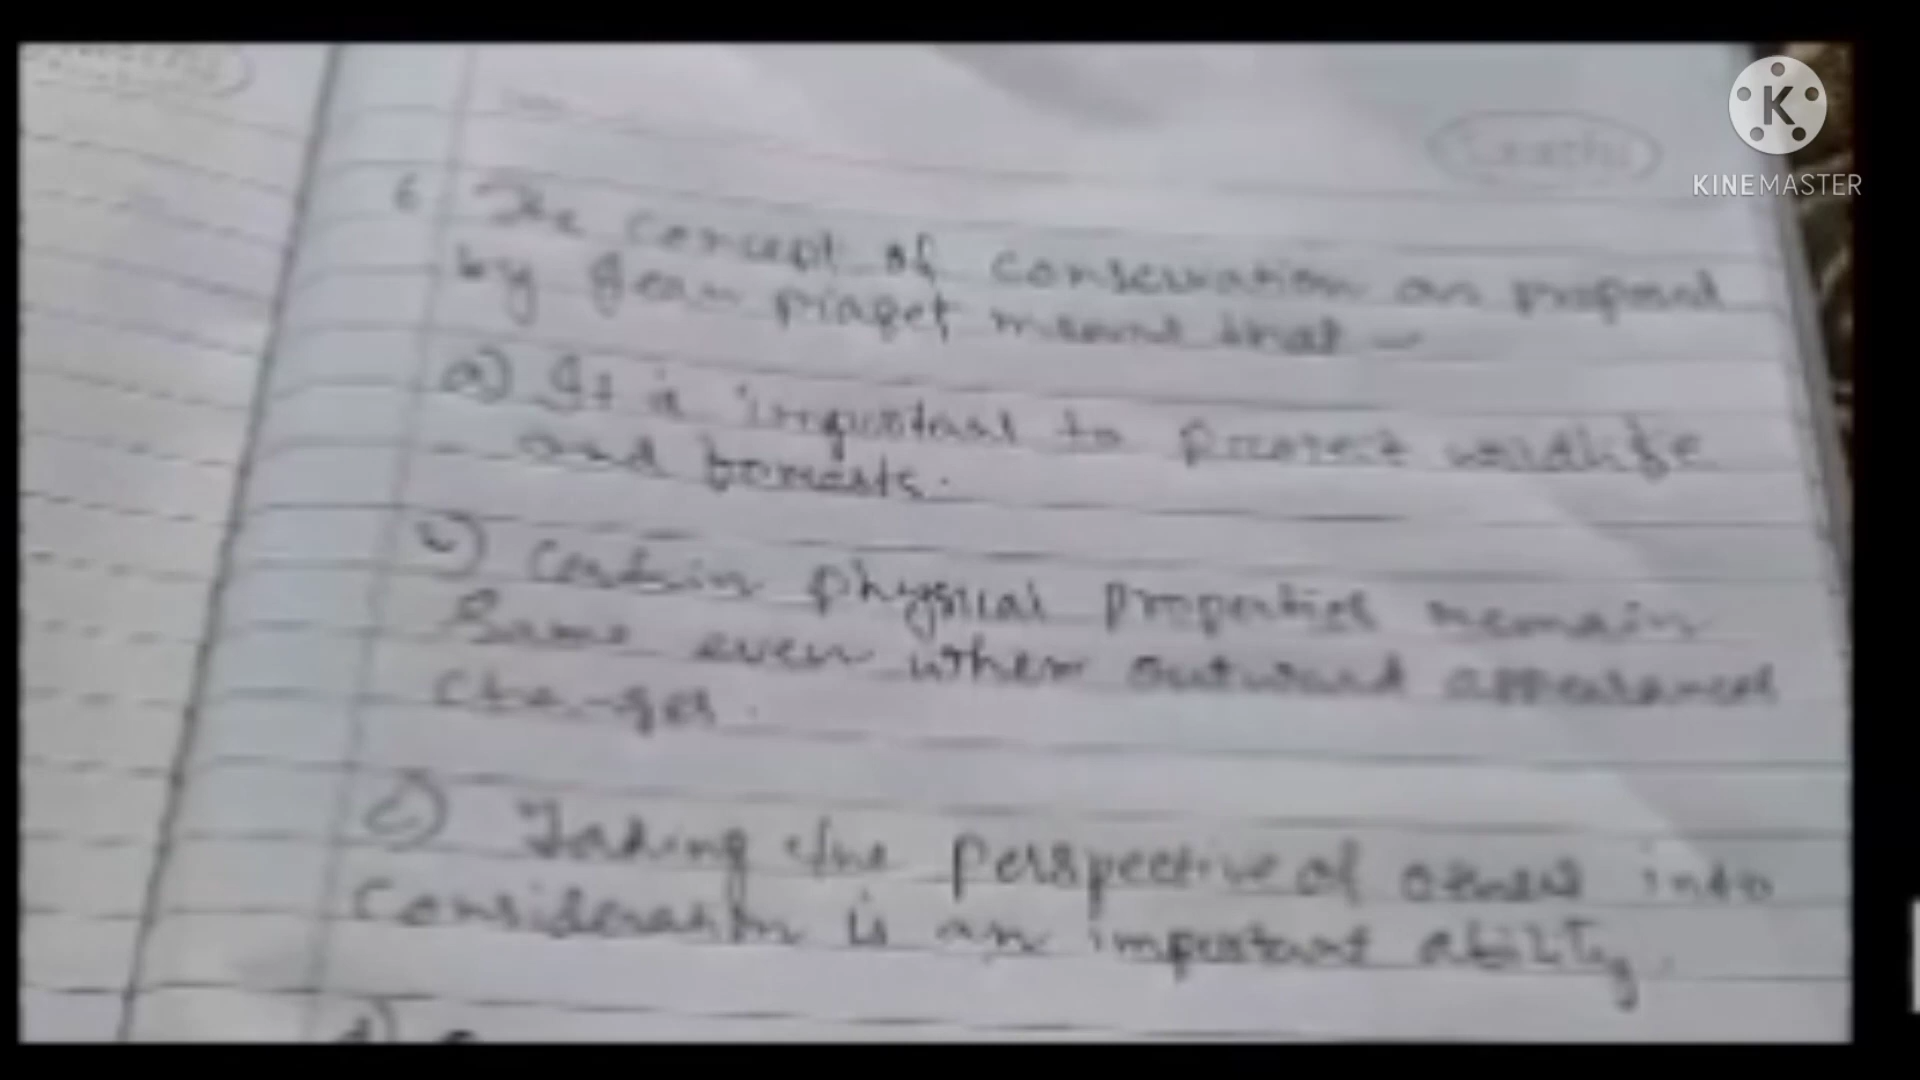 K
KINEMASTER
6 The concept of conservation as proposed
by Jean piaget means that -
a) It is important to protect wildlife
and forests.
b) Certain physical properties remain
Same even when outward appearances
Changes.
c) Taking the perspective of others into
Consideration is an important ability.
d)